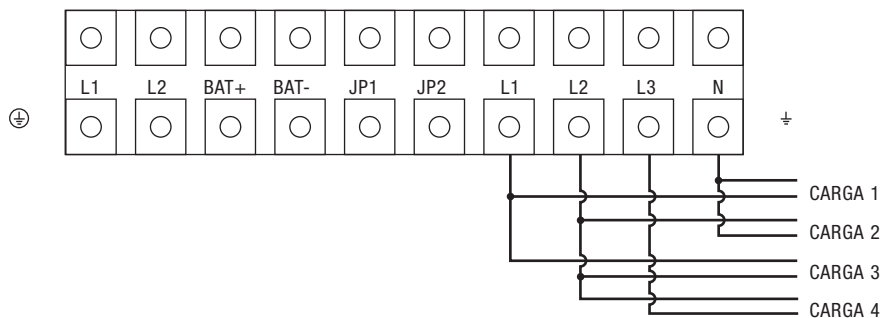 L1 L2 BAT+ BAT- JP1 JP2 L1 L2 L3 N
CARGA 1
CARGA 2
CARGA 3
CARGA 4